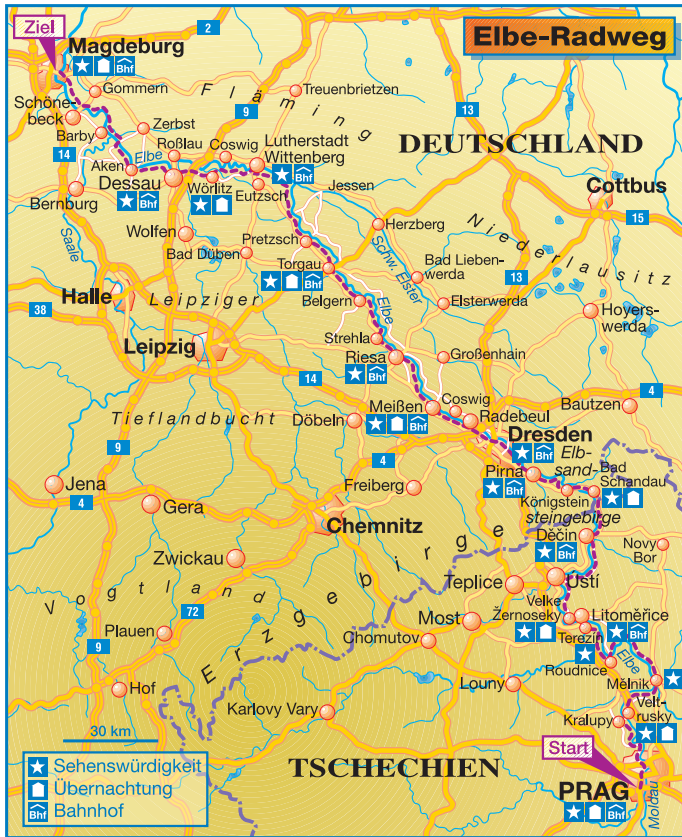 Ziel
Elbe-Radweg
2
Magdeburg
Bhf
Gommern
Treuenbrietzen
Fläming
Schöne-
beck
9
13
Barby
Zerbst
Elbe
Roßlau
Coswig
Lutherstadt
Wittenberg
DEUTSCHLAND
14
Aken
Dessau
Bhf
Wörlitz
Bhf
Eutzsch
Jessen
Cottbus
Bernburg
15
Saale
Wolfen
Pretzsch
Herzberg
Niederlausitz
Bad Düben
Torgau
Bhf
Schw. Elster
Bad Lieben-
werda
13
Halle
Leipziger
Belgern
Elbe
Elsterwerda
Hoyers-
werda
38
Leipzig
Strehla
Riesa
Bhf
Großenhain
14
Meißen
Bhf
Coswig
Radebeul
4
Bautzen
Tieflandbucht
Döbeln
Dresden
Bhf
9
4
Pirna
Bhf
Elb-
sand-
steingebirge
Bad
Schandau
Jena
4
Gera
Freiberg
Königstein
Chemnitz
Děčín
Bhf
Novy
Bor
Zwickau
Erzgebirge
Teplice
Ustí
Vogtland
72
Velke
Žernoseky
Litoměřice
Bhf
Most
Terezín
Plauen
Chomutov
Roudnice
Elbe
9
Mělnik
Hof
Louny
Karlovy Vary
Velt-
rusky
Kralupy
30 km
Start
Sehenswürdigkeit
Übernachtung
Bhf Bahnhof
TSCHECHIEN
PRAG
Bhf
Moldau